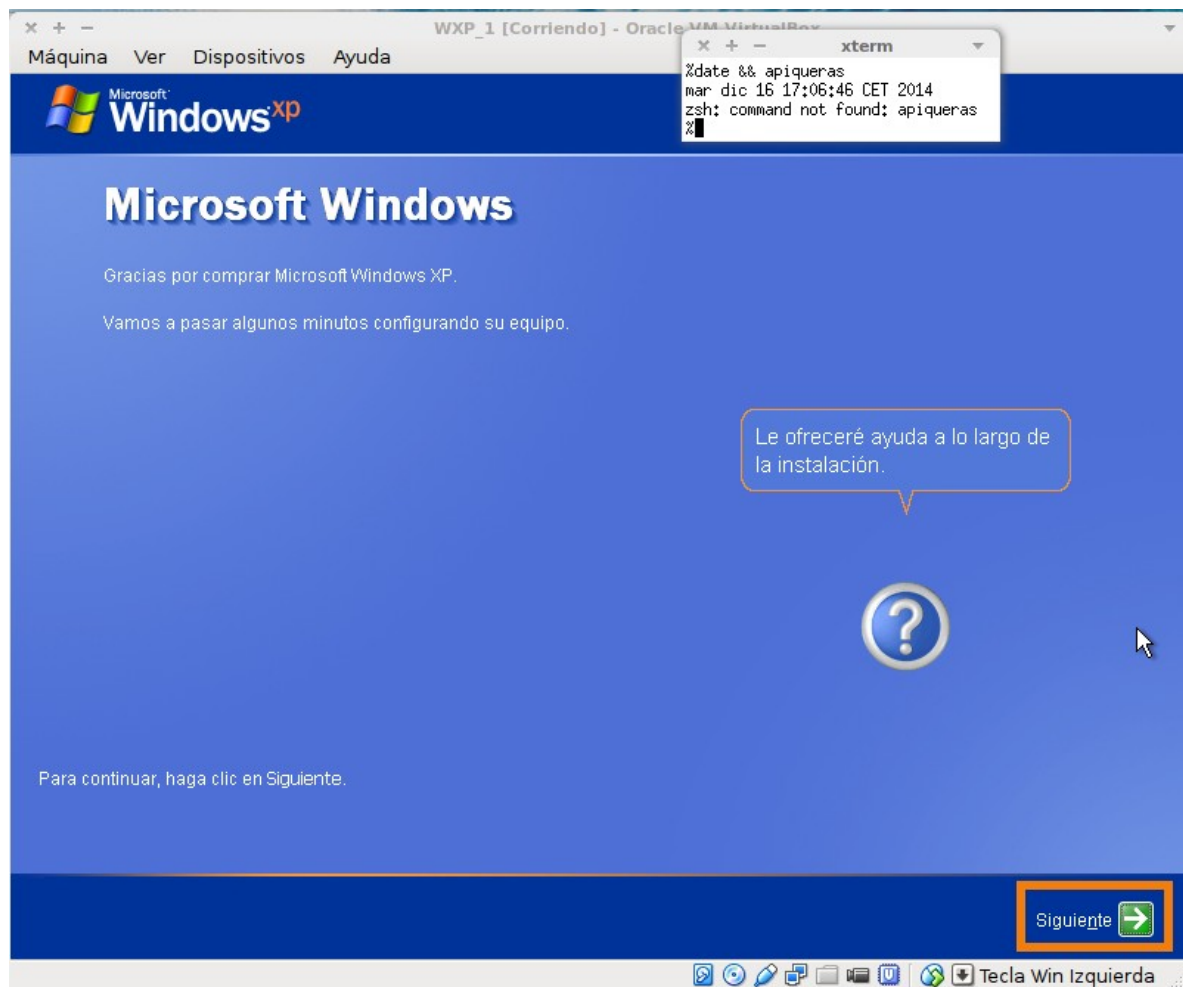 WXP_1 [Corriendo] - Oracle VM VirtualBox
Máquina Ver Dispositivos Ayuda
xterm
%date && apiqueras
mar dic 16 17:06:46 CET 2014
zsh: command not found: apiqueras
%
Microsoft
Windows xp
Microsoft Windows
Gracias por comprar Microsoft Windows XP.
Vamos a pasar algunos minutos configurando su equipo.
Le ofreceré ayuda a lo largo de
la instalación.
?
Para continuar, haga clic en Siguiente.
Siguiente
Tecla Win Izquierda